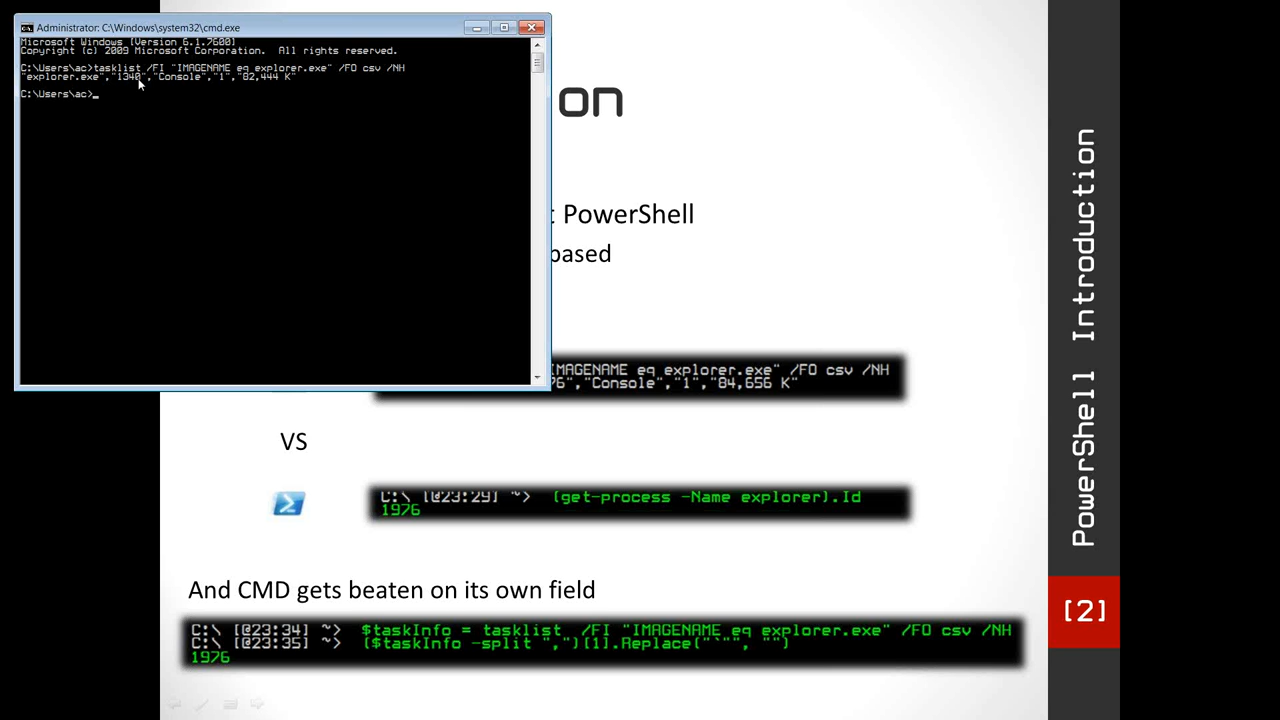 Administrator: C:\Windows\system32\cmd.exe
Microsoft Windows [Version 6.1.7600]
Copyright (c) 2009 Microsoft Corporation.  All rights reserved.
C:\Users\ac>tasklist /FI "IMAGENAME eq explorer.exe" /FO csv /NH
"explorer.exe","1340","Console","1","82,444 K"
C:\Users\ac>_
on
PowerShell
based
IMAGENAME eq explorer.exe" /FO csv /NH
76","Console","1","84,656 K"
VS
C:\ [@23:29] ~> (get-process -Name explorer).Id
1976
And CMD gets beaten on its own field
C:\ [@23:34] ~> $taskInfo = tasklist /FI "IMAGENAME eq explorer.exe" /FO csv /NH
C:\ [@23:35] ~> ($taskInfo -split ",")[1].Replace("`"", "")
1976
PowerShell Introduction
[2]